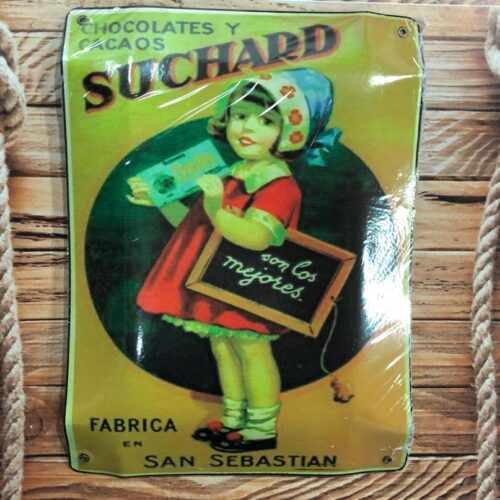 CHOCOLATES Y
CACAOS
SUCHARD
son los
mejores.
FABRICA
EN
SAN SEBASTIAN